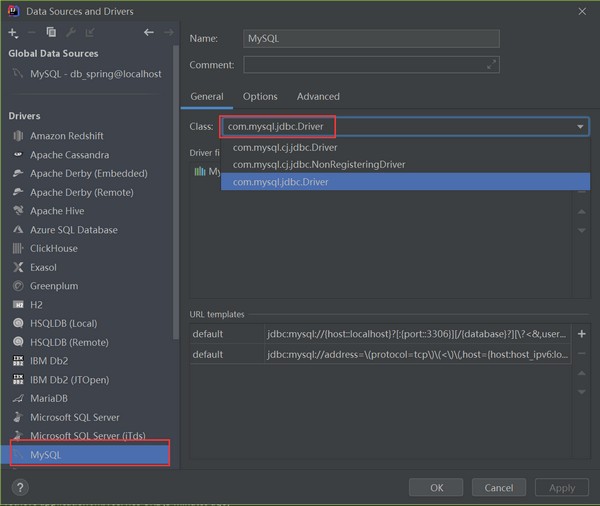 Data Sources and Drivers
Name: MySQL
Comment:
Global Data Sources
MySQL - db_spring@localhost
General Options Advanced
Class: com.mysql.jdbc.Driver
com.mysql.cj.jdbc.Driver
com.mysql.cj.jdbc.NonRegisteringDriver
com.mysql.jdbc.Driver
Driver fi
My
Drivers
Amazon Redshift
Apache Cassandra
Apache Derby (Embedded)
Apache Derby (Remote)
Apache Hive
Azure SQL Database
ClickHouse
Exasol
Greenplum
H2
HSQLDB (Local)
HSQLDB (Remote)
IBM Db2
IBM Db2 (JTOpen)
MariaDB
Microsoft SQL Server
Microsoft SQL Server (jTds)
MySQL
URL templates
default jdbc:mysql://{host::localhost}?[:{port::3306}][/{database}?][\?<&,user...
default jdbc:mysql://address=\(protocol=tcp\)\(<\)\(,host={host:host_ipv6:lo...
OK Cancel Apply